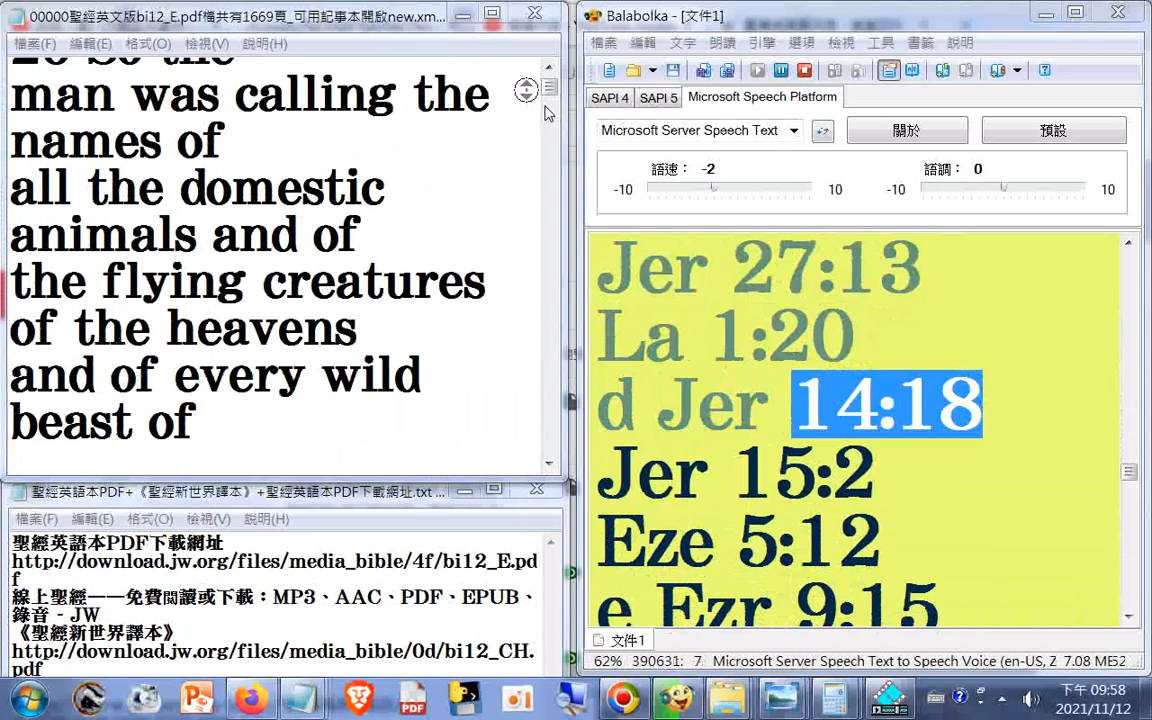 00000聖經英文版bi12_E.pdf檔共有1669頁_可用記事本開啟new.xm...
檔案(F) 編輯(E) 格式(O) 檢視(V) 說明(H)
20 So the
man was calling the
names of
all the domestic
animals and of
the flying creatures
of the heavens
and of every wild
beast of
聖經英語本PDF+《聖經新世界譯本》+聖經英語本PDF下載網址.txt ...
檔案(F) 編輯(E) 格式(O) 檢視(V) 說明(H)
聖經英語本PDF下載網址
http://download.jw.org/files/media_bible/4f/bi12_E.pd
f
線上聖經——免費閱讀或下載：MP3、AAC、PDF、EPUB、
錄音 - JW
《聖經新世界譯本》
http://download.jw.org/files/media_bible/0d/bi12_CH.
pdf
Balabolka - [文件1]
檔案 編輯 文字 朗讀 引擎 選項 檢視 工具 書籤 說明
SAPI 4 SAPI 5 Microsoft Speech Platform
Microsoft Server Speech Text 關於 預設
語速： -2 語調： 0
-10 10 -10 10
Jer 27:13
La 1:20
d Jer 14:18
Jer 15:2
Eze 5:12
e Ezr 9:15
文件1
62% 390631: 7 Microsoft Server Speech Text to Speech Voice (en-US, Z 7.08 ME52
PDF
下午 09:58
2021/11/12